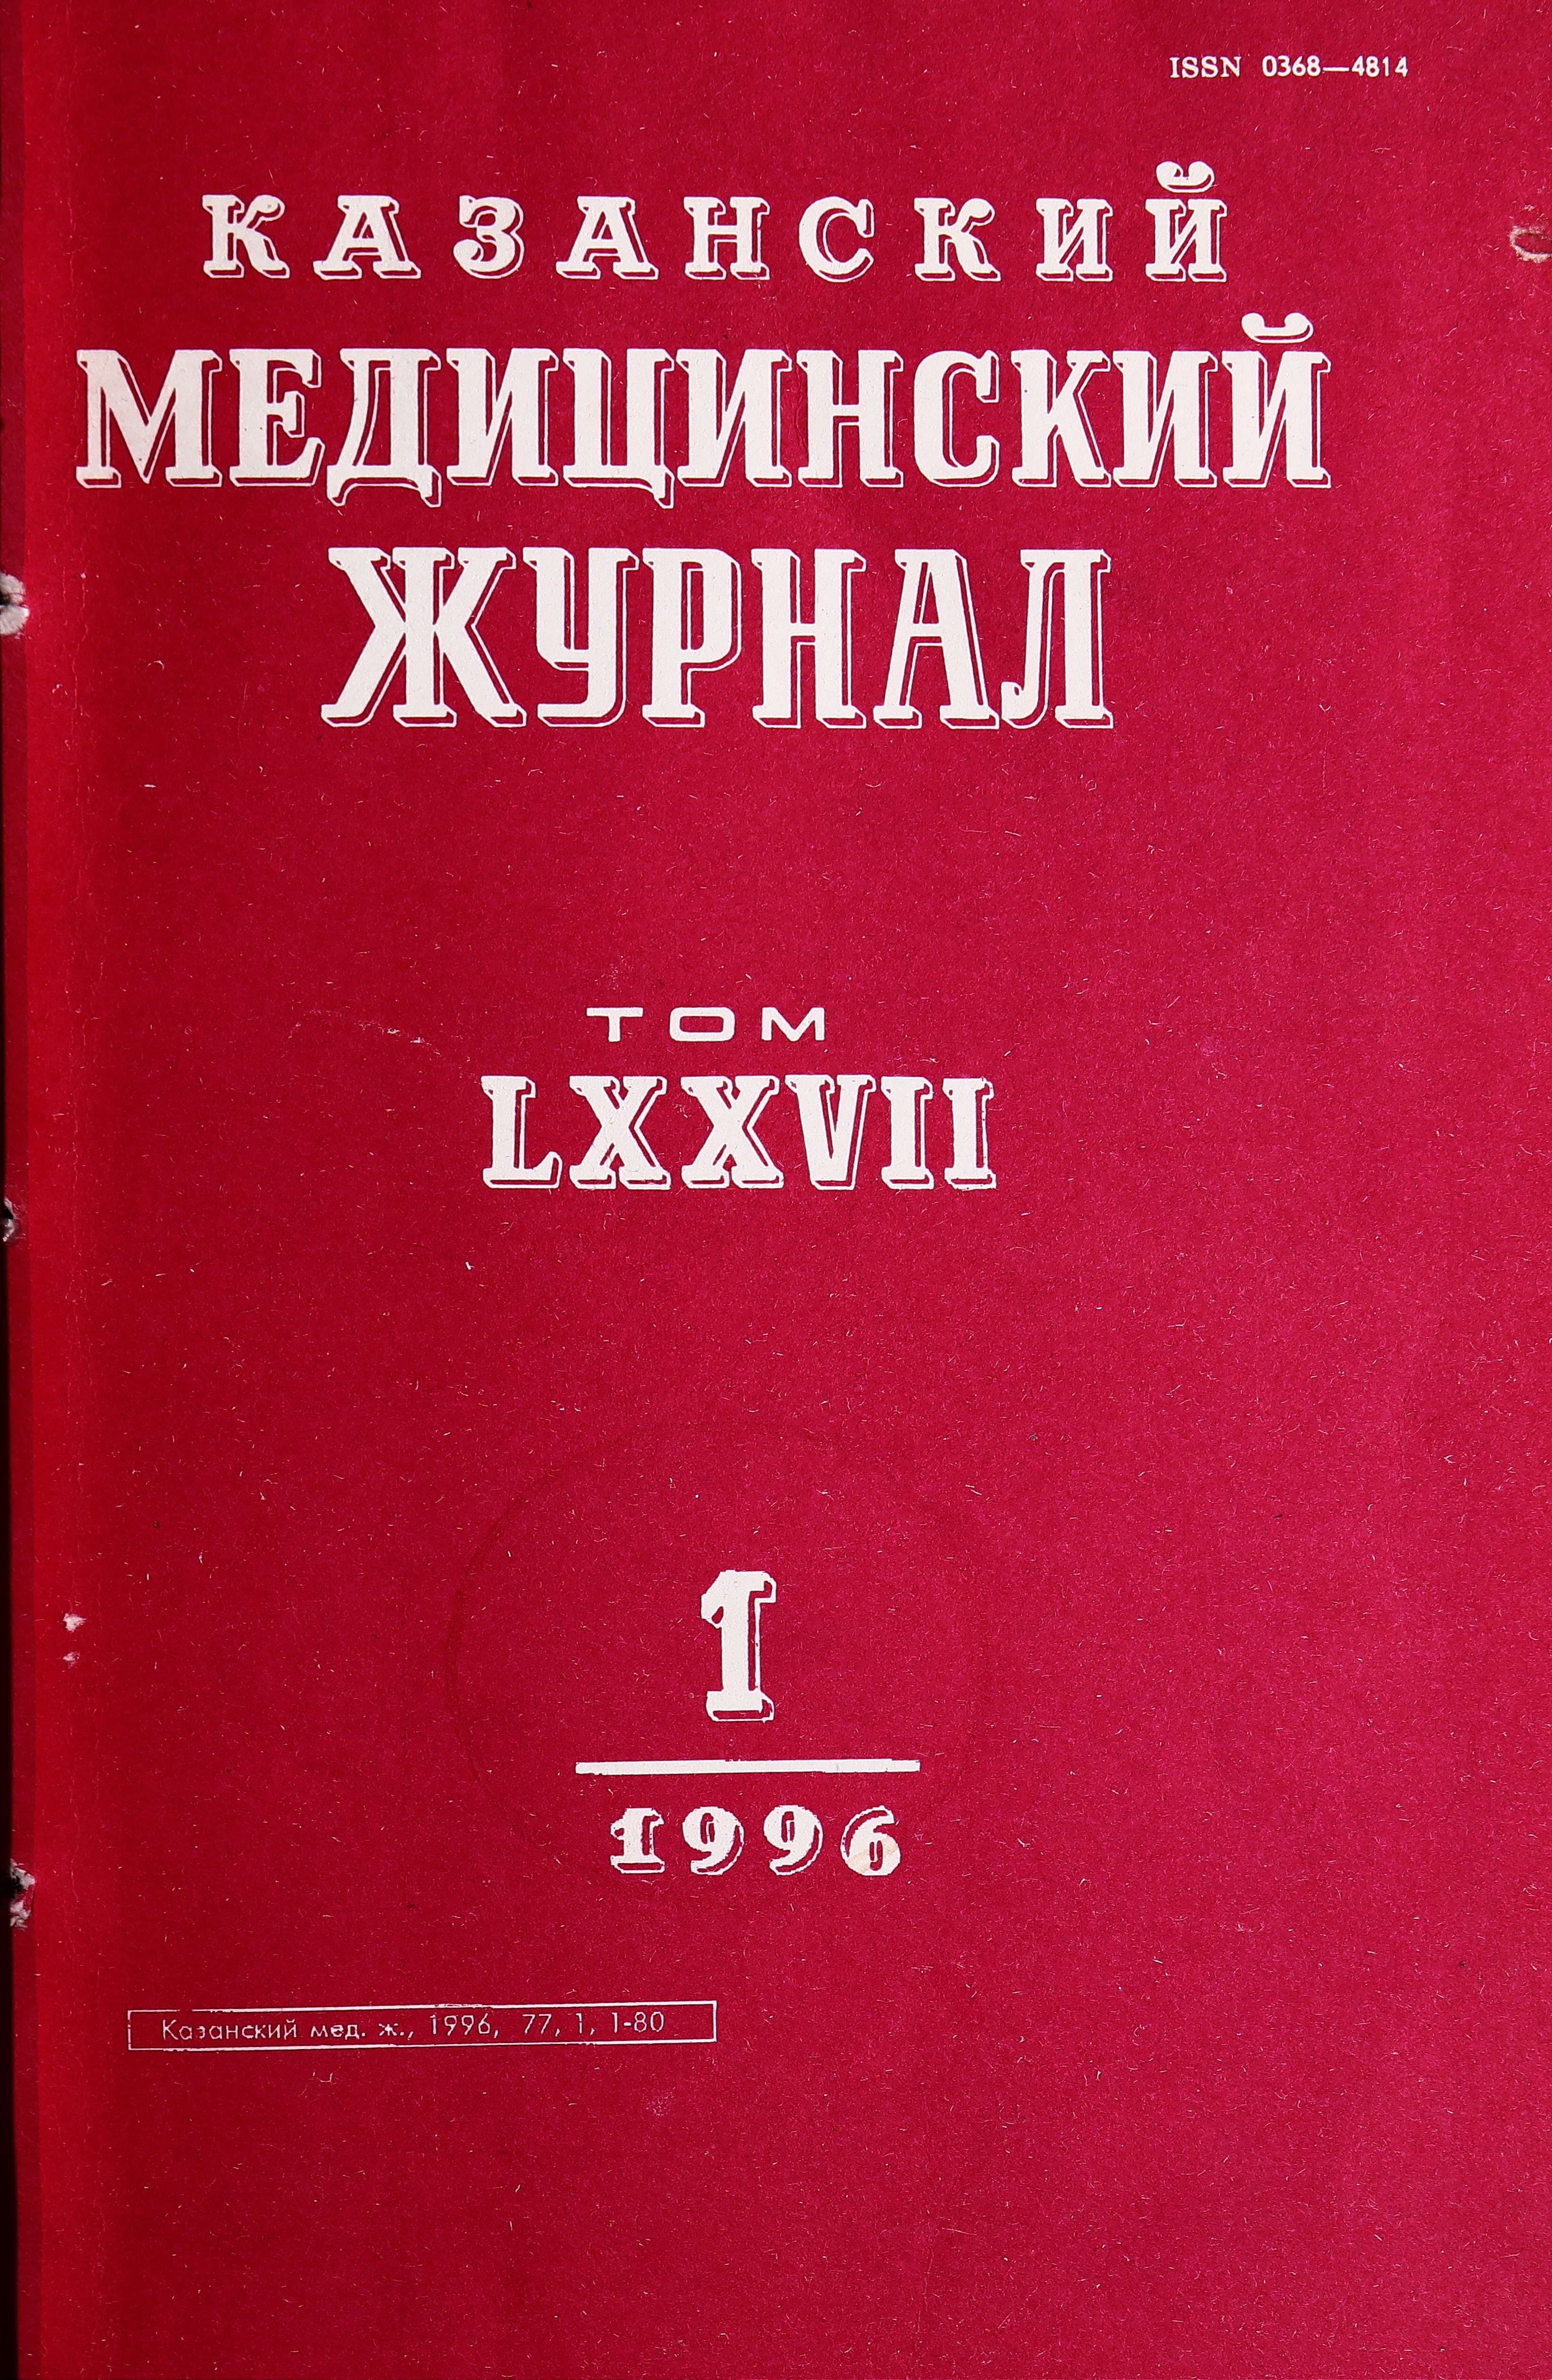 ISSN 0368—4814
КАЗАНСКИЙ
МЕДИЦИНСКИЙ
ЖУРНАЛ
ТОМ
LXXVII
1
1996
Казанский мед. ж., 1996, 77, 1, 1-80